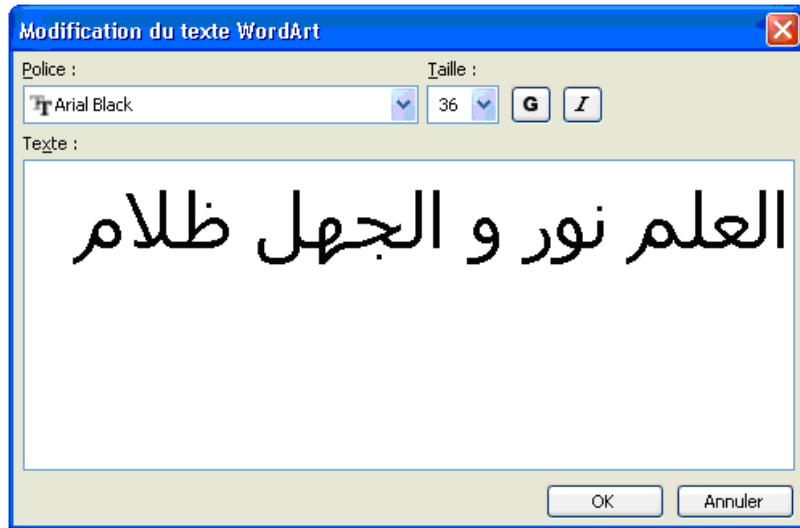 Modification du texte WordArt
Police :
Taille :
Arial Black
36
G
I
Texte :
العلم نور و الجهل ظلام
OK
Annuler